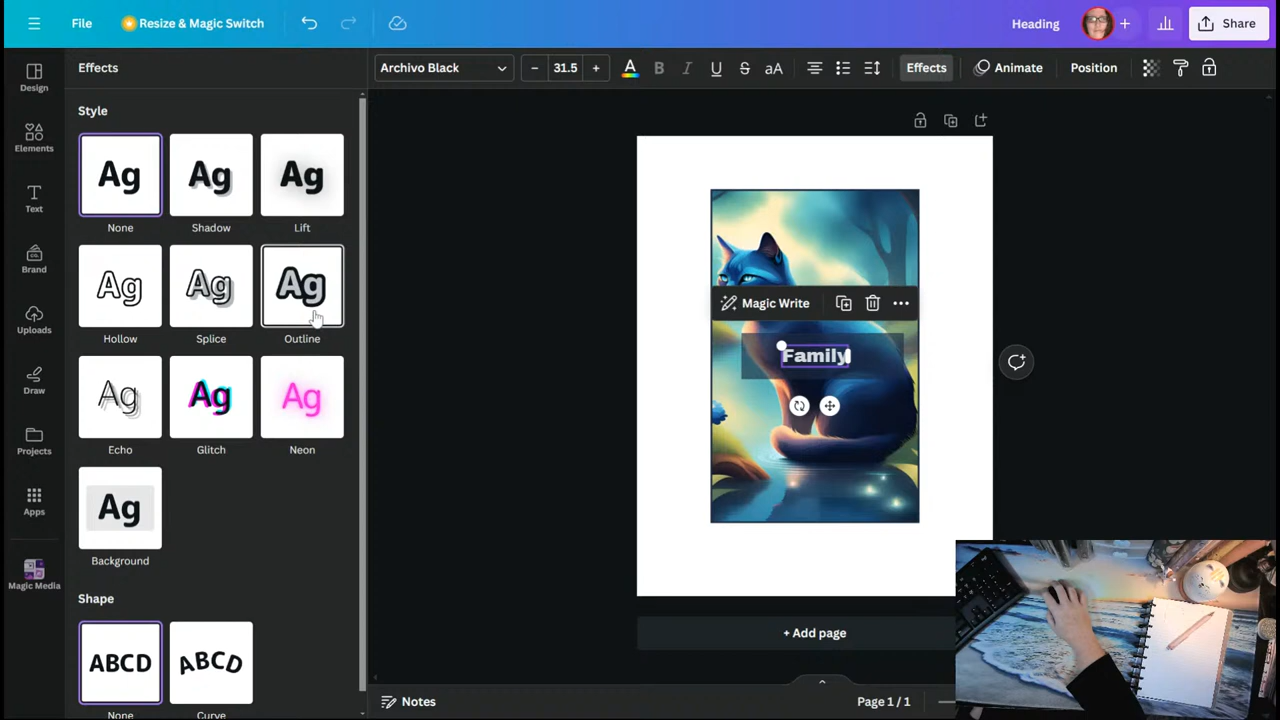 File Resize & Magic Switch Heading Share
Effects Archivo Black 31.5 A B I U S aA Effects Animate Position
Design
Elements
Text
Brand
Uploads
Draw
Projects
Apps
Magic Media
Style
Ag Ag Ag
None Shadow Lift
Ag Ag Ag
Hollow Splice Outline
Ag Ag Ag
Echo Glitch Neon
Ag
Background
Shape
ABCD ABCD
None Curve
Magic Write
Family
+ Add page
Notes Page 1 / 1